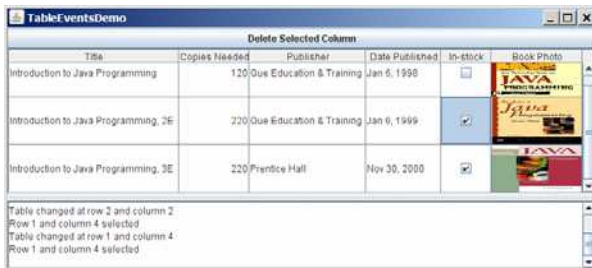 TableEventsDemo
Delete Selected Column
Title Copies Needed Publisher Date Published In-stock Book Photo
Introduction to Java Programming 120 Que Education & Training Jan 6, 1998
JAVA
PROGRAMMING
Introduction to Java Programming, 2E 220 Que Education & Training Jan 6, 1999
Java
Programming
Introduction to Java Programming, 3E 220 Prentice Hall Nov 30, 2000
JAVA
Table changed at row 2 and column 2
Row 1 and column 4 selected
Table changed at row 1 and column 4
Row 1 and column 4 selected